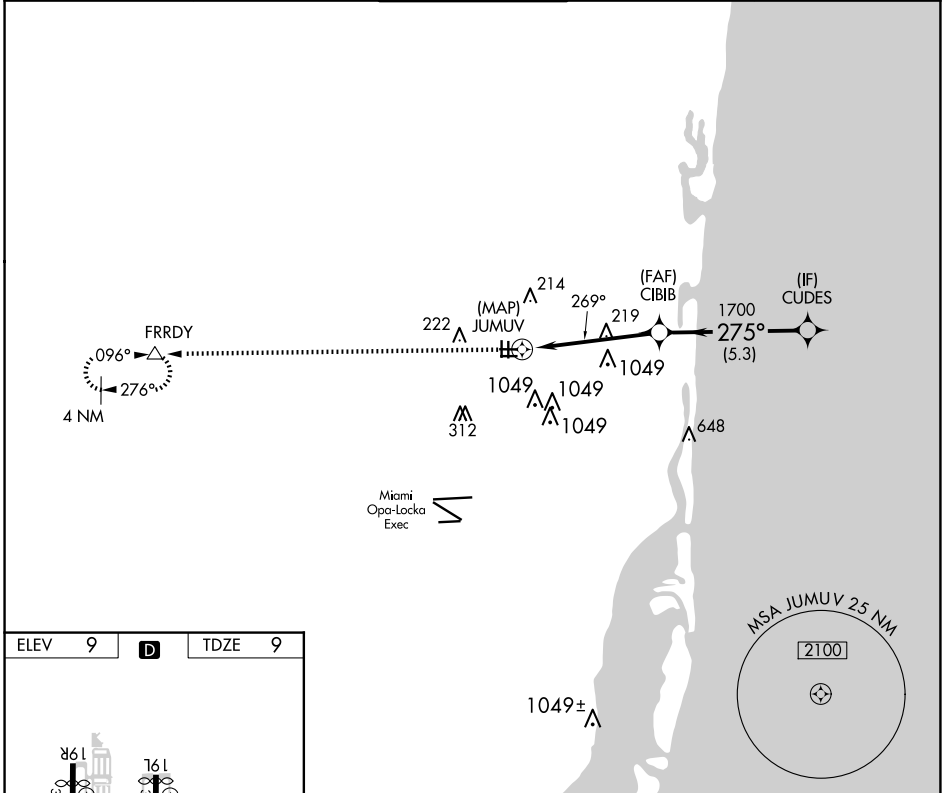 214
(MAP)
JUMUV
222
269°
219
(FAF)
CIBIB
1700
275°
(5.3)
(IF)
CUDES
FRRDY
096°
276°
4 NM
1049
1049
1049
1049
312
648
Miami
Opa-Locka
Exec
MSA JUMUV 25 NM
2100
1049±
ELEV 9
D
TDZE 9
19R
19L